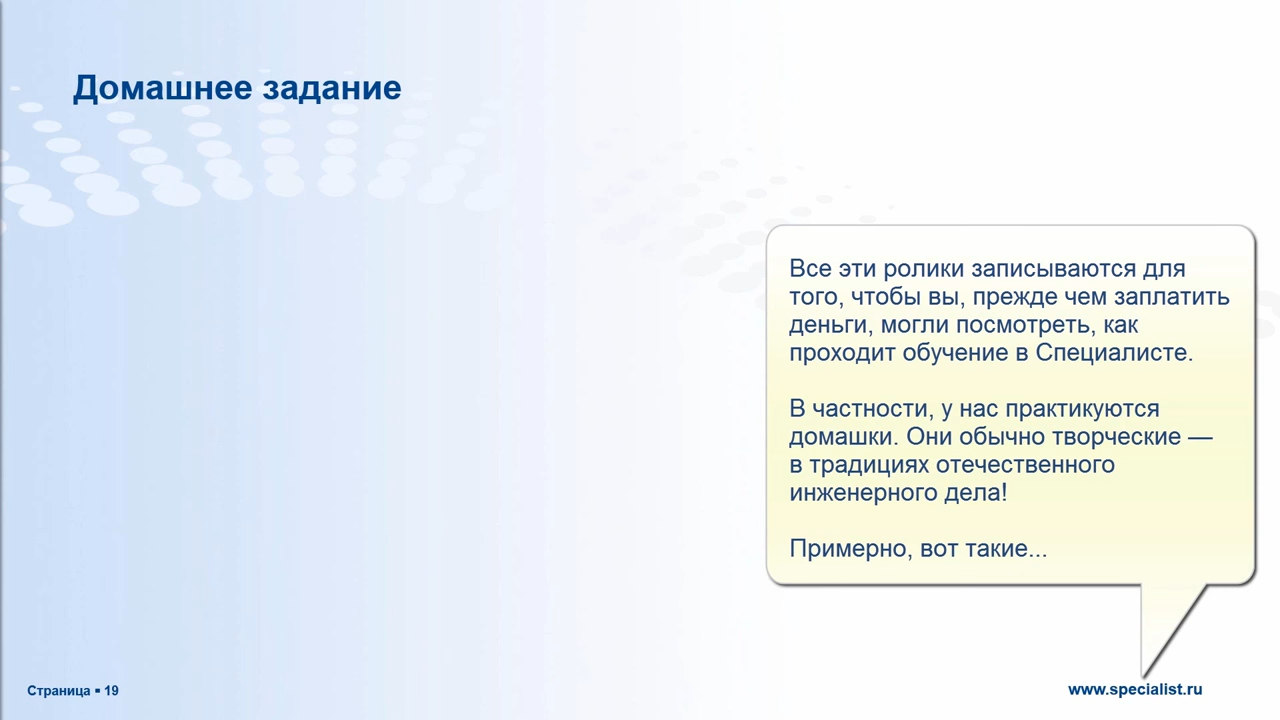 Домашнее задание
Все эти ролики записываются для
того, чтобы вы, прежде чем заплатить
деньги, могли посмотреть, как
проходит обучение в Специалисте.
В частности, у нас практикуются
домашки. Они обычно творческие —
в традициях отечественного
инженерного дела!
Примерно, вот такие...
Страница ▪ 19
www.specialist.ru